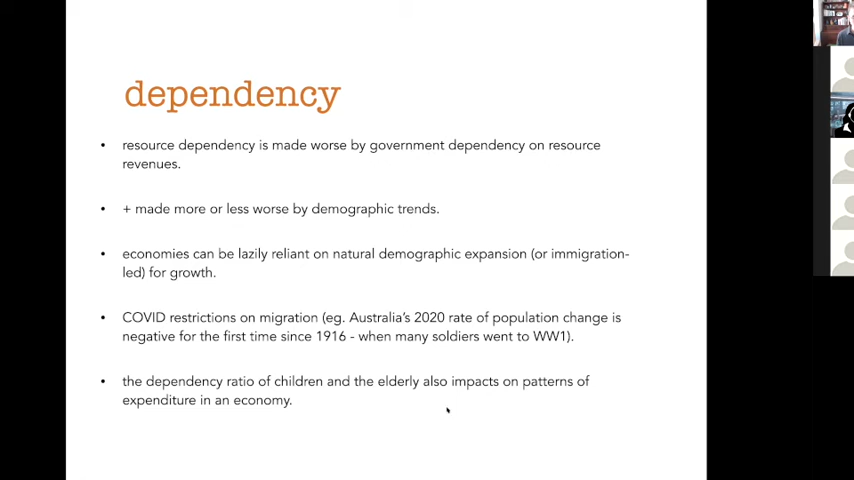 dependency
• resource dependency is made worse by government dependency on resource
revenues.
• + made more or less worse by demographic trends.
• economies can be lazily reliant on natural demographic expansion (or immigration-
led) for growth.
• COVID restrictions on migration (eg. Australia's 2020 rate of population change is
negative for the first time since 1916 - when many soldiers went to WW1).
• the dependency ratio of children and the elderly also impacts on patterns of
expenditure in an economy.